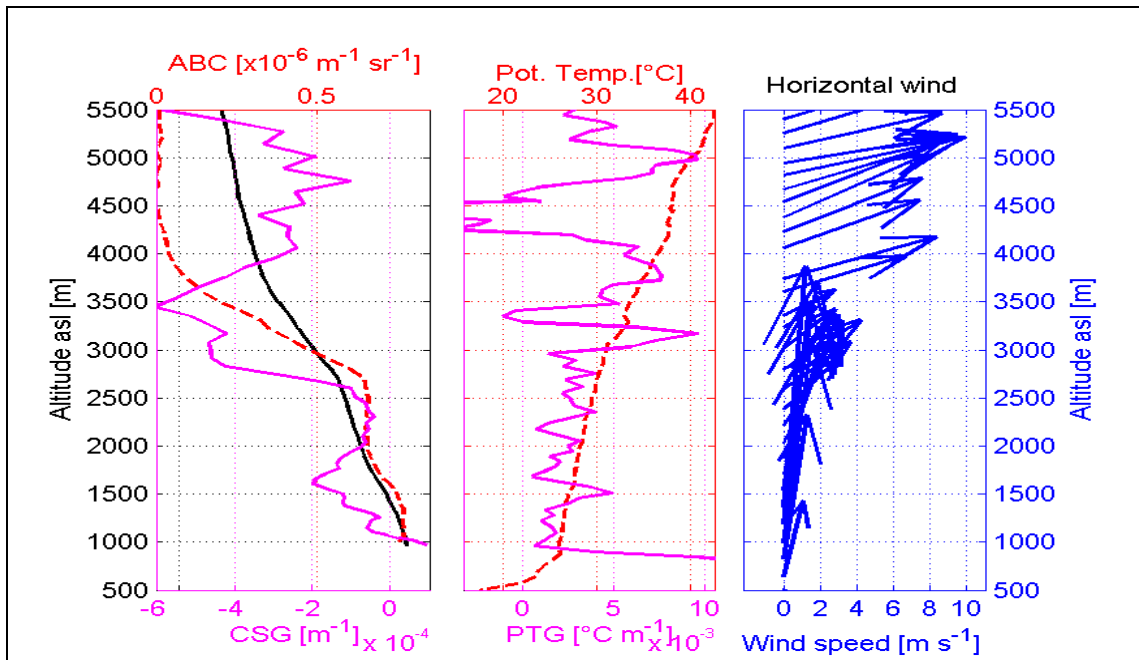 ABC [x10⁻⁶ m⁻¹ sr⁻¹]
0 0.5
5500
5000
4500
4000
3500
3000
2500
2000
1500
1000
500
Altitude asl [m]
-6 -4 -2 0
CSG [m⁻¹] x 10⁻⁴
Pot. Temp.[°C]
20 30 40
0 5 10
PTG [°C m⁻¹] x 10⁻³
Horizontal wind
5500
5000
4500
4000
3500
3000
2500
2000
1500
1000
500
Altitude asl [m]
0 2 4 6 8 10
Wind speed [m s⁻¹]